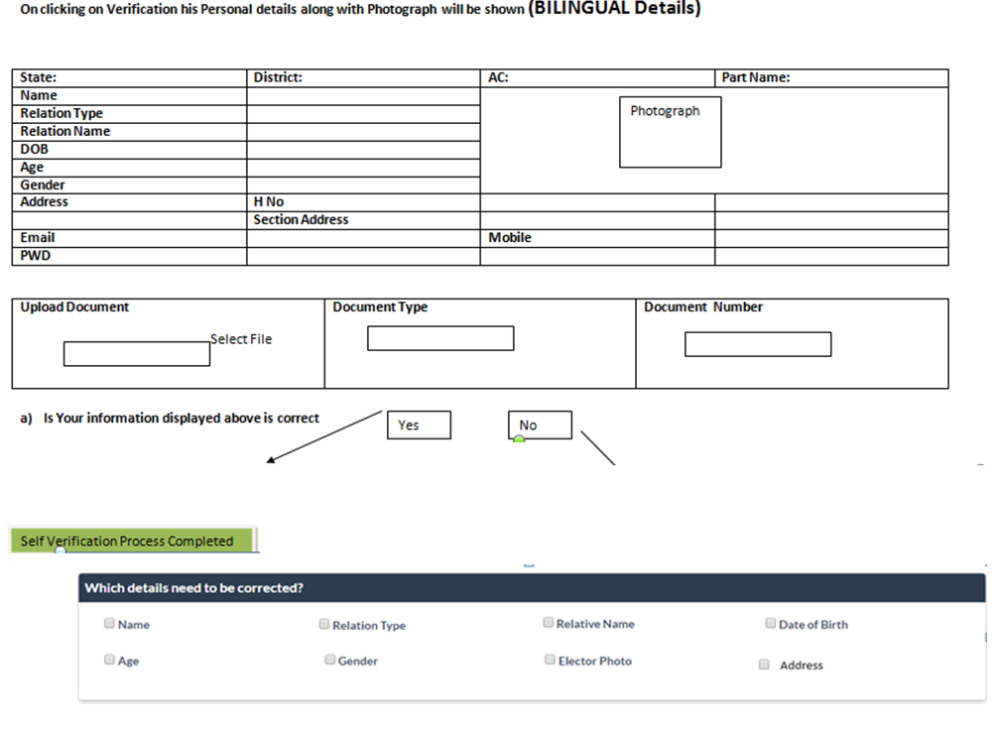 On clicking on Verification his Personal details along with Photograph will be shown (BILINGUAL Details)
State: District: AC: Part Name:
Name
Photograph
Relation Type
Relation Name
DOB
Age
Gender
Address H No
Section Address
Email Mobile
PWD
Upload Document Document Type Document Number
Select File
a) Is Your information displayed above is correct Yes No
Self Verification Process Completed
Which details need to be corrected?
Name Relation Type Relative Name Date of Birth
Age Gender Elector Photo Address